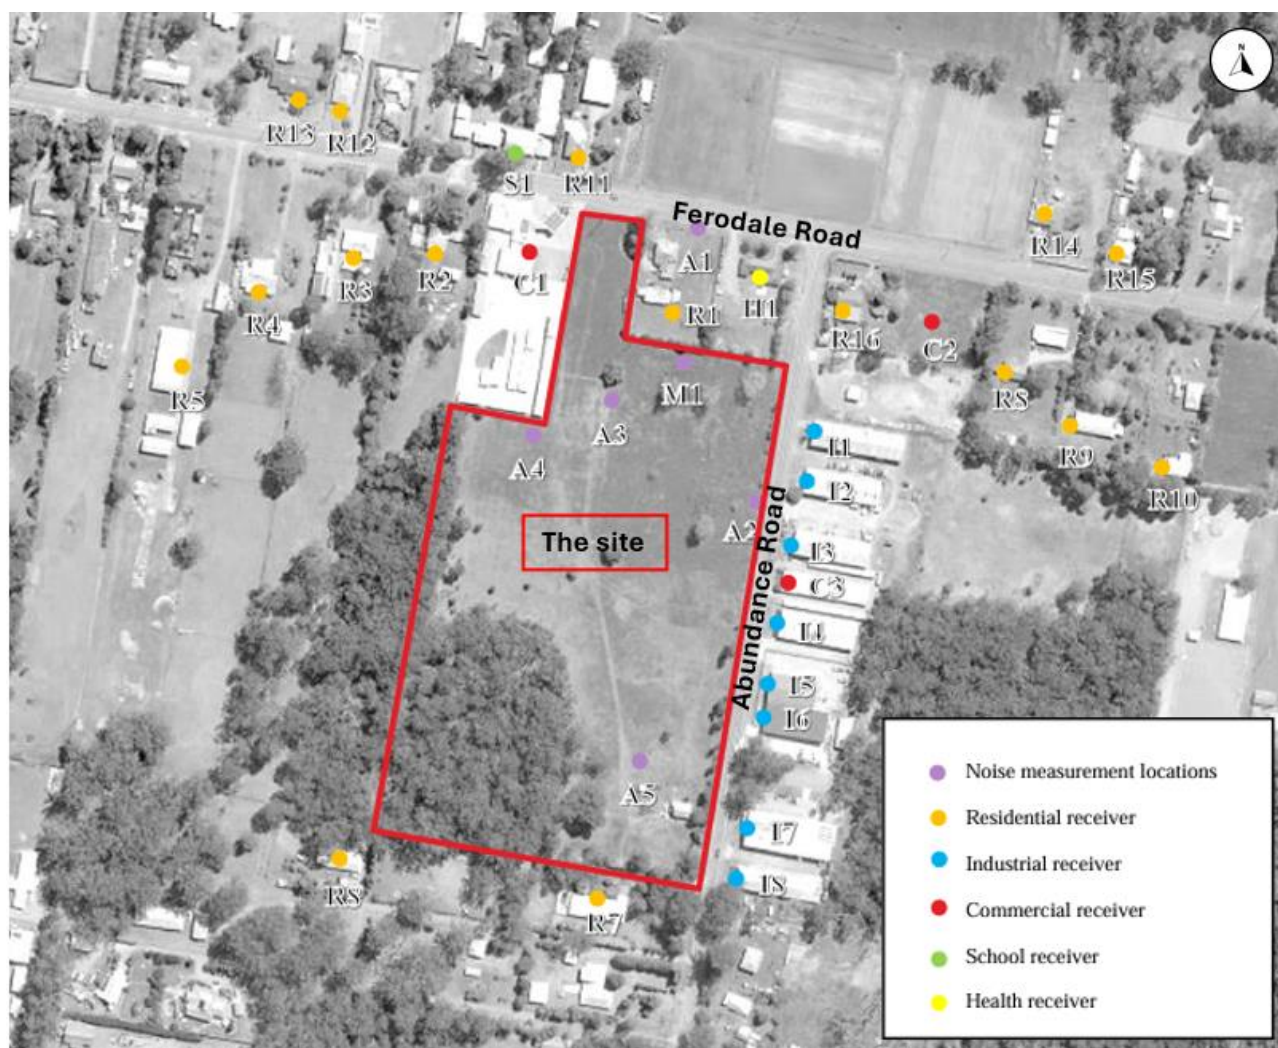 N
R13
R12
S1
R11
Ferodale Road
A1
R14
R15
R4
R3
R2
C1
H1
R1
R16
C2
R5
M1
R8
A3
A4
I1
R9
R10
I2
A2
The site
I3
C3
I4
Abundance Road
I5
I6
A5
I7
I8
R8
R7
Noise measurement locations
Residential receiver
Industrial receiver
Commercial receiver
School receiver
Health receiver